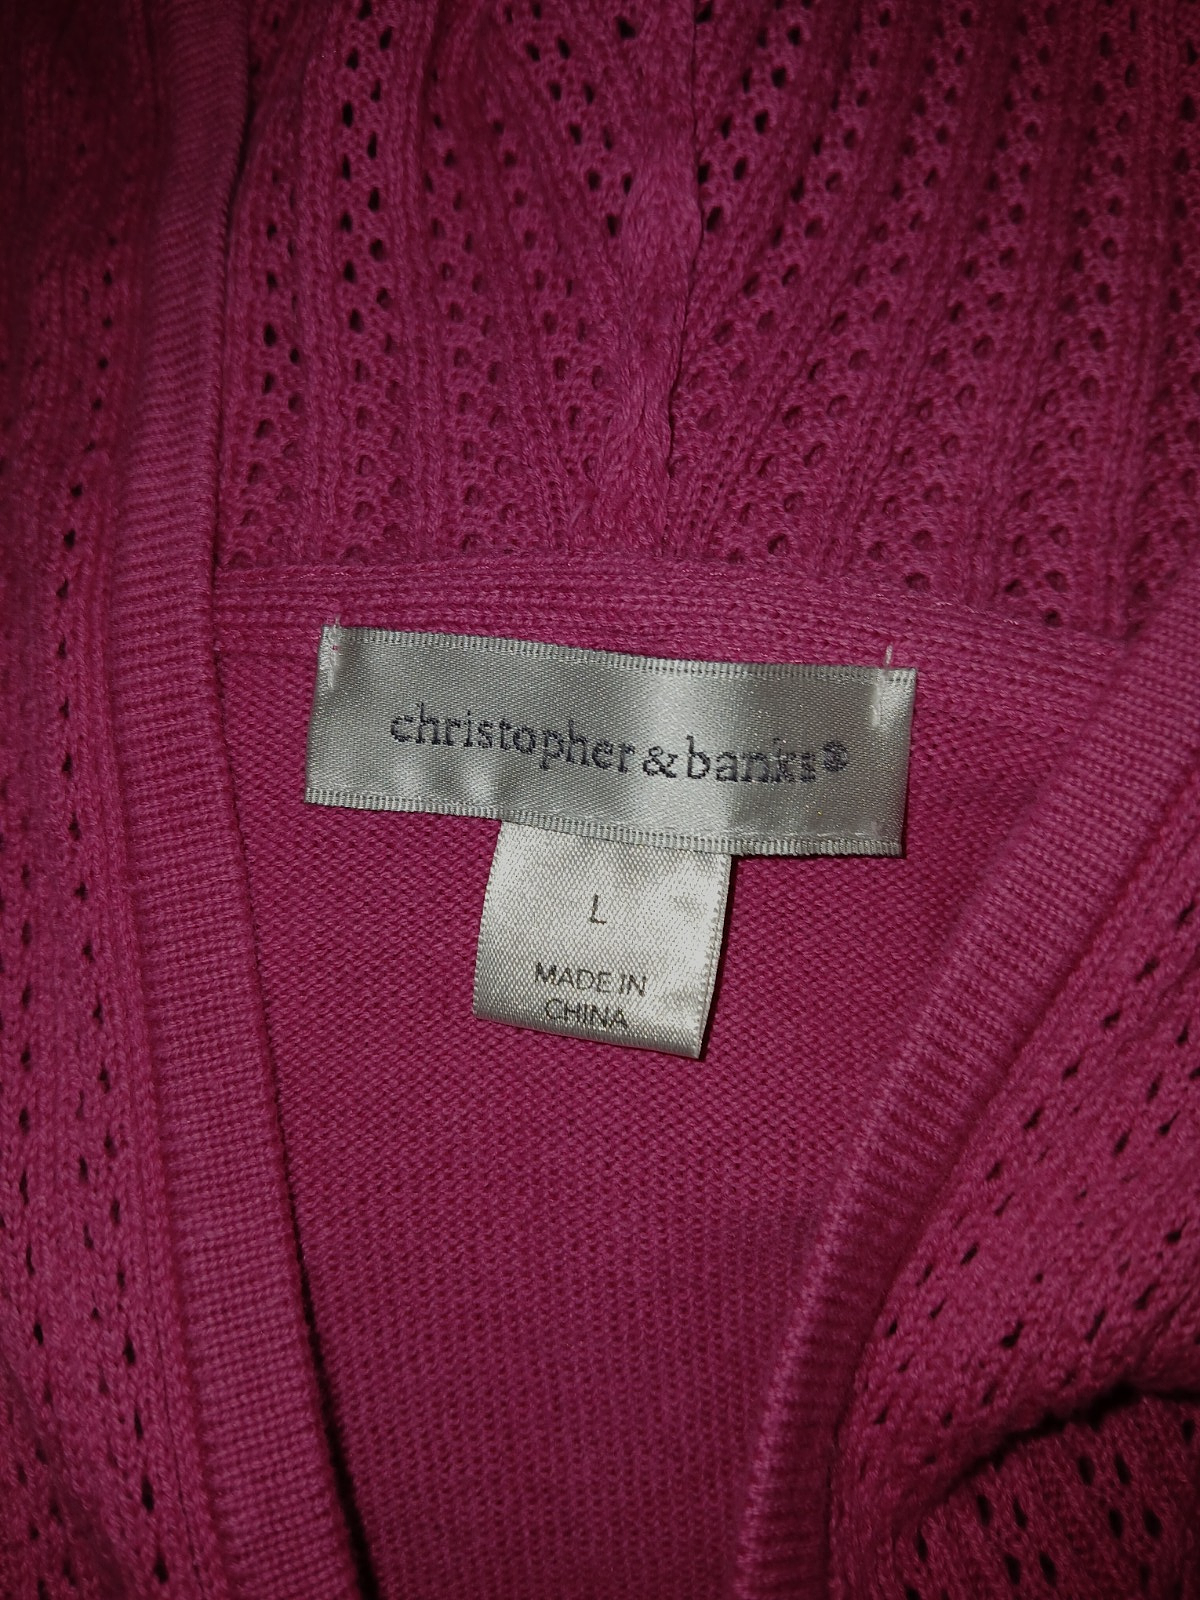 christopher & banks®
L
MADE IN
CHINA